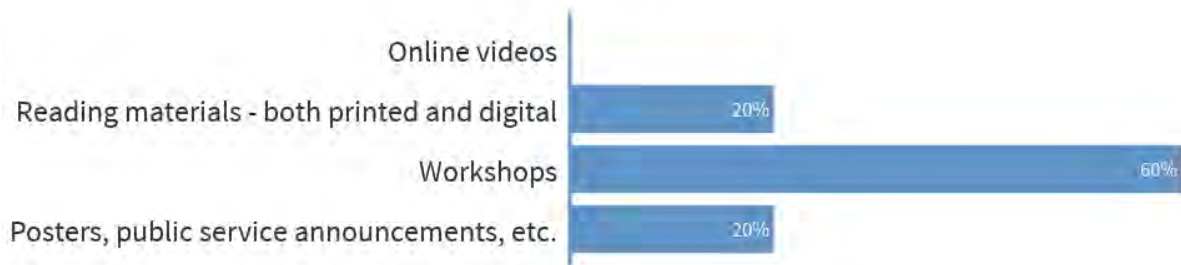 Online videos
Reading materials - both printed and digital
20%
Workshops
60%
Posters, public service announcements, etc.
20%